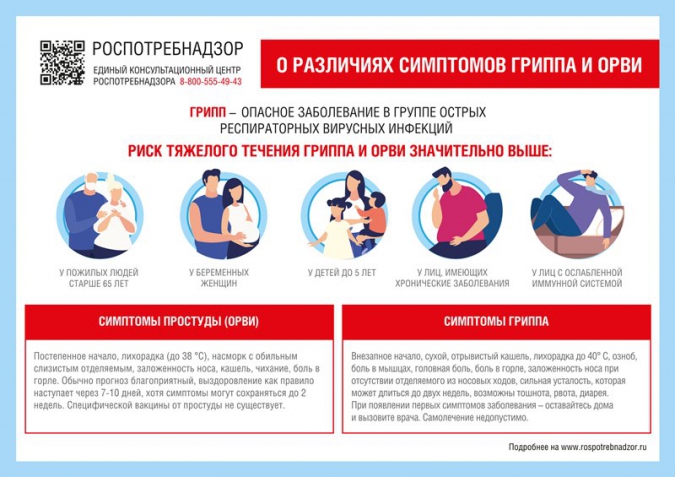 РОСПОТРЕБНАДЗОР
ЕДИНЫЙ КОНСУЛЬТАЦИОННЫЙ ЦЕНТР
РОСПОТРЕБНАДЗОРА 8-800-555-49-43
О РАЗЛИЧИЯХ СИМПТОМОВ ГРИППА И ОРВИ
ГРИПП – ОПАСНОЕ ЗАБОЛЕВАНИЕ В ГРУППЕ ОСТРЫХ
РЕСПИРАТОРНЫХ ВИРУСНЫХ ИНФЕКЦИЙ
РИСК ТЯЖЕЛОГО ТЕЧЕНИЯ ГРИППА И ОРВИ ЗНАЧИТЕЛЬНО ВЫШЕ:
У ПОЖИЛЫХ ЛЮДЕЙ
СТАРШЕ 65 ЛЕТ
У БЕРЕМЕННЫХ
ЖЕНЩИН
У ДЕТЕЙ ДО 5 ЛЕТ
У ЛИЦ, ИМЕЮЩИХ
ХРОНИЧЕСКИЕ ЗАБОЛЕВАНИЯ
У ЛИЦ С ОСЛАБЛЕННОЙ
ИММУННОЙ СИСТЕМОЙ
СИМПТОМЫ ПРОСТУДЫ (ОРВИ)
Постепенное начало, лихорадка (до 38 °C), насморк с обильным
слизистым отделяемым, заложенность носа, кашель, чихание, боль в
горле. Обычно прогноз благоприятный, выздоровление как правило
наступает через 7-10 дней, хотя симптомы могут сохраняться до 2
недель. Специфической вакцины от простуды не существует.
СИМПТОМЫ ГРИППА
Внезапное начало, сухой, отрывистый кашель, лихорадка до 40° С, озноб,
боль в мышцах, головная боль, боль в горле, заложенность носа при
отсутствии отделяемого из носовых ходов, сильная усталость, которая
может длиться до двух недель, возможны тошнота, рвота, диарея.
При появлении первых симптомов заболевания – оставайтесь дома
и вызовите врача. Самолечение недопустимо.
Подробнее на www.rospotrebnadzor.ru